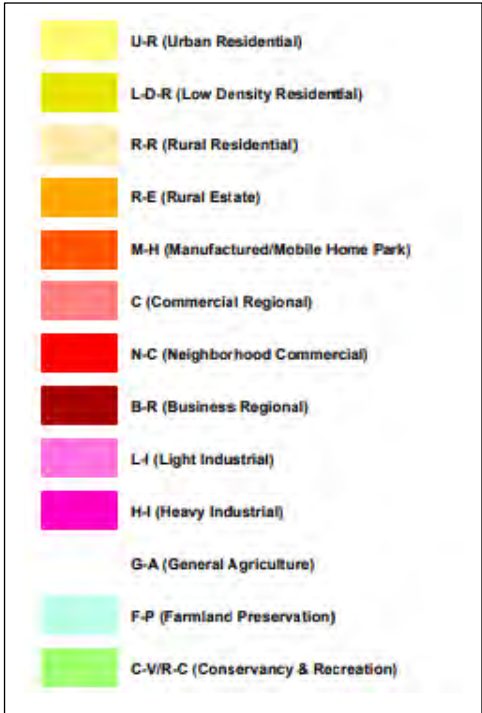 U-R (Urban Residential)
L-D-R (Low Density Residential)
R-R (Rural Residential)
R-E (Rural Estate)
M-H (Manufactured/Mobile Home Park)
C (Commercial Regional)
N-C (Neighborhood Commercial)
B-R (Business Regional)
L-I (Light Industrial)
H-I (Heavy Industrial)
G-A (General Agriculture)
F-P (Farmland Preservation)
C-V/R-C (Conservancy & Recreation)